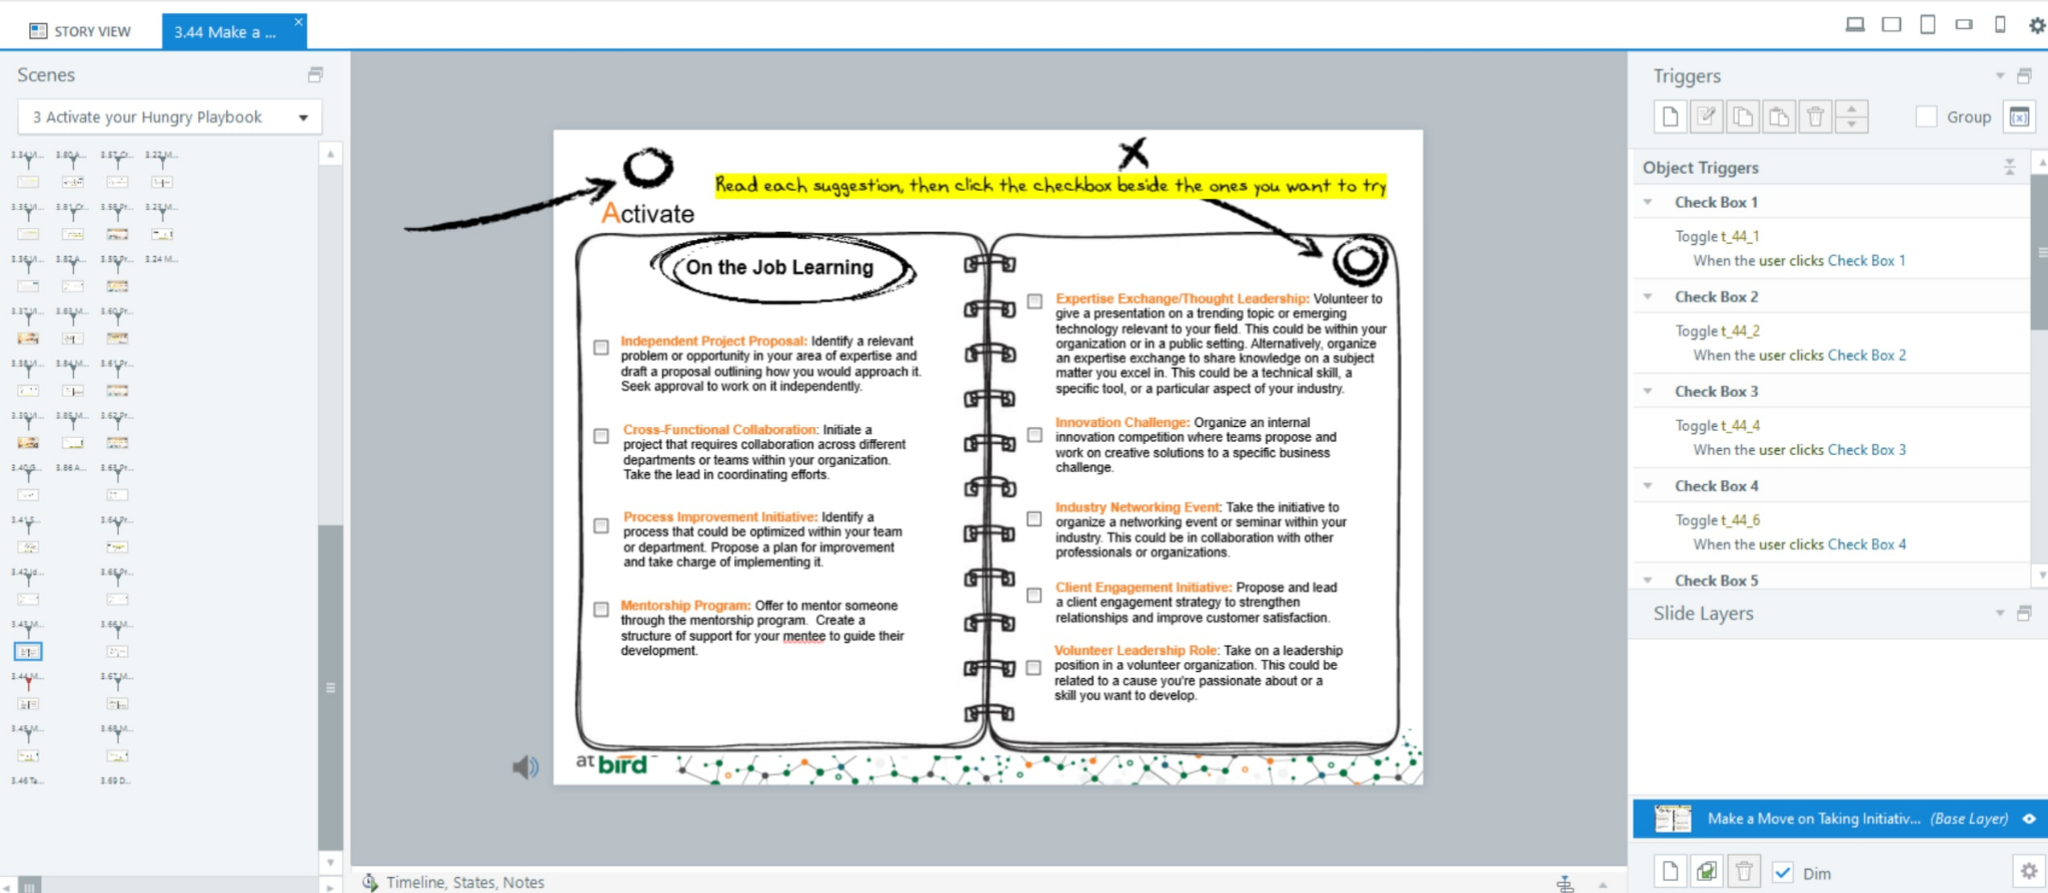 STORY VIEW
3.44 Make a ...
Scenes
3 Activate your Hungry Playbook
Read each suggestion, then click the checkbox beside the ones you want to try
Activate
On the Job Learning
Independent Project Proposal: Identify a relevant
problem or opportunity in your area of expertise and
draft a proposal outlining how you would approach it.
Seek approval to work on it independently.
Cross-Functional Collaboration: Initiate a
project that requires collaboration across different
departments or teams within your organization.
Take the lead in coordinating efforts.
Process Improvement Initiative: Identify a
process that could be optimized within your team
or department. Propose a plan for improvement
and take charge of implementing it.
Mentorship Program: Offer to mentor someone
through the mentorship program.  Create a
structure of support for your mentee to guide their
development.
Expertise Exchange/Thought Leadership: Volunteer to
give a presentation on a trending topic or emerging
technology relevant to your field. This could be within your
organization or in a public setting. Alternatively, organize
an expertise exchange to share knowledge on a subject
matter you excel in. This could be a technical skill, a
specific tool, or a particular aspect of your industry.
Innovation Challenge: Organize an internal
innovation competition where teams propose and
work on creative solutions to a specific business
challenge.
Industry Networking Event: Take the initiative to
organize a networking event or seminar within your
industry. This could be in collaboration with other
professionals or organizations.
Client Engagement Initiative: Propose and lead
a client engagement strategy to strengthen
relationships and improve customer satisfaction.
Volunteer Leadership Role: Take on a leadership
position in a volunteer organization. This could be
related to a cause you're passionate about or a
skill you want to develop.
at bird
Timeline, States, Notes
Triggers
Group
(x)
Object Triggers
Check Box 1
Toggle t_44_1
When the user clicks Check Box 1
Check Box 2
Toggle t_44_2
When the user clicks Check Box 2
Check Box 3
Toggle t_44_4
When the user clicks Check Box 3
Check Box 4
Toggle t_44_6
When the user clicks Check Box 4
Check Box 5
Slide Layers
Make a Move on Taking Initiativ... (Base Layer)
Dim